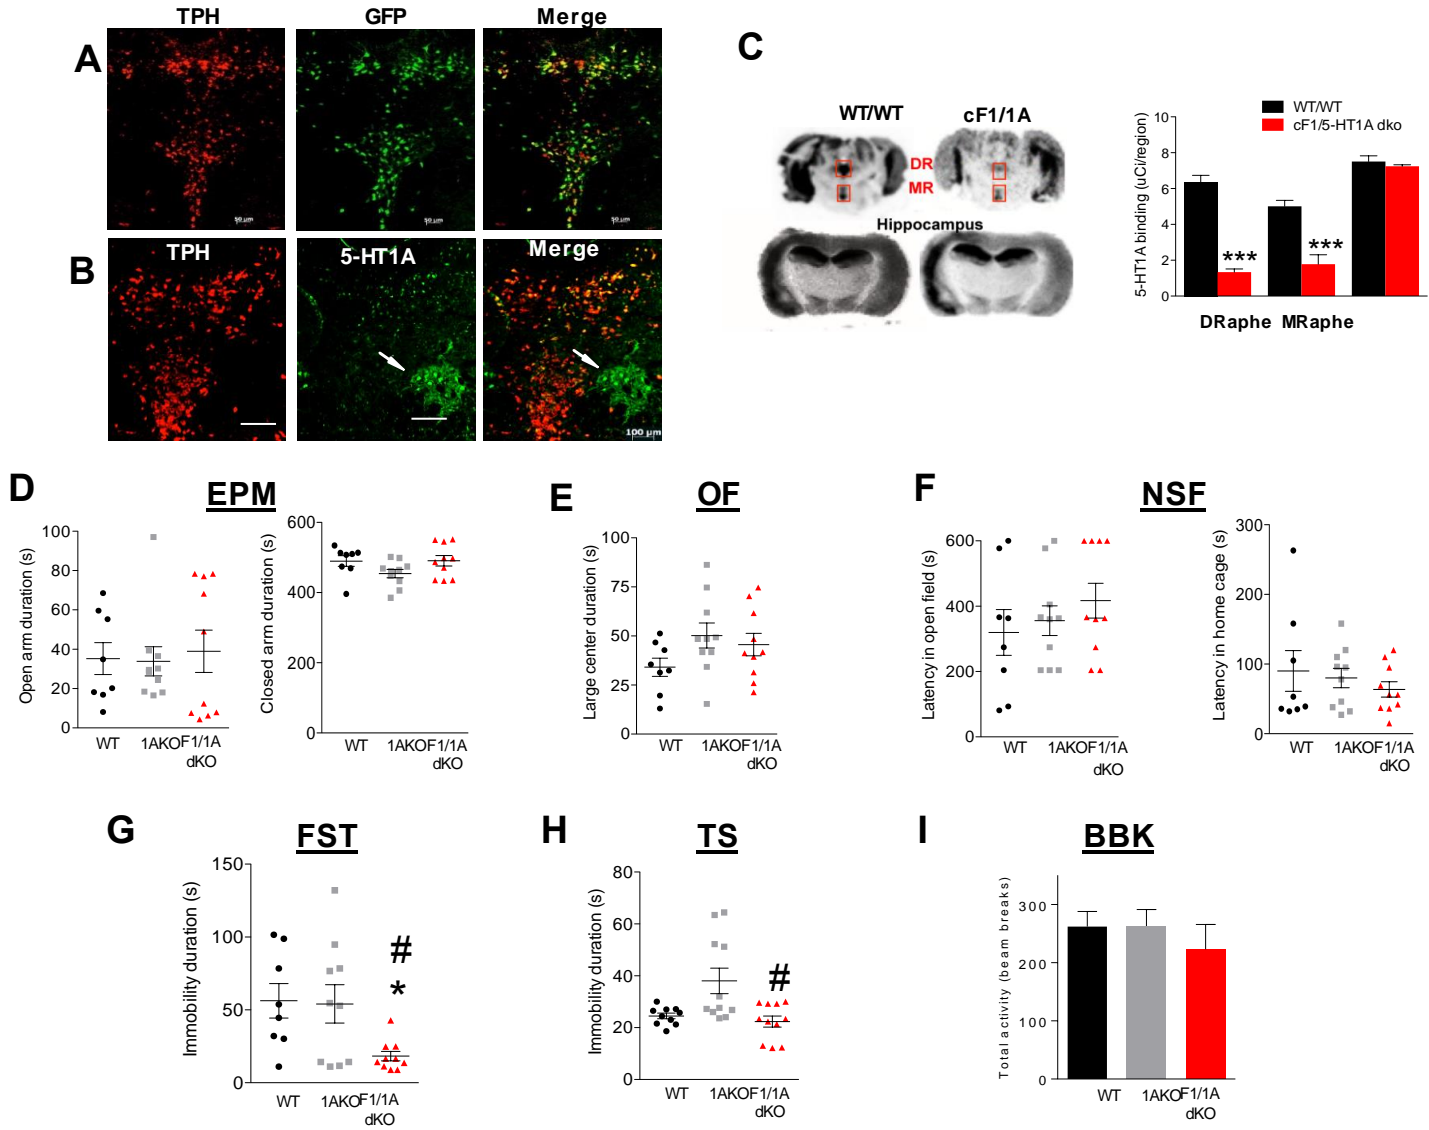 TPH GFP Merge
A
50 µm 50 µm 50 µm
B
TPH 5-HT1A Merge
100 µm
C
WT/WT cF1/1A
DR
MR
Hippocampus
WT/WT
cF1/5-HT1A dko
5-HT1A binding (uCi/region)
10
8
6
4
2
0
***
***
DRaphe MRaphe
D
EPM
Open arm duration (s)
100
80
60
40
20
0
WT 1AKO F1/1A
dKO
Closed arm duration (s)
600
400
200
0
WT 1AKO F1/1A
dKO
E
OF
Large center duration (s)
100
75
50
25
0
WT 1AKO F1/1A
dKO
F
NSF
Latency in open field (s)
600
400
200
0
WT 1AKO F1/1A
dKO
Latency in home cage (s)
300
200
100
0
WT 1AKO F1/1A
dKO
G
FST
Immobility duration (s)
150
100
50
0
#
*
WT 1AKO F1/1A
dKO
H
TS
Immobility duration (s)
80
60
40
20
0
#
WT 1AKO F1/1A
dKO
I
BBK
Total activity (beam breaks)
300
200
100
0
WT 1AKO F1/1A
dKO